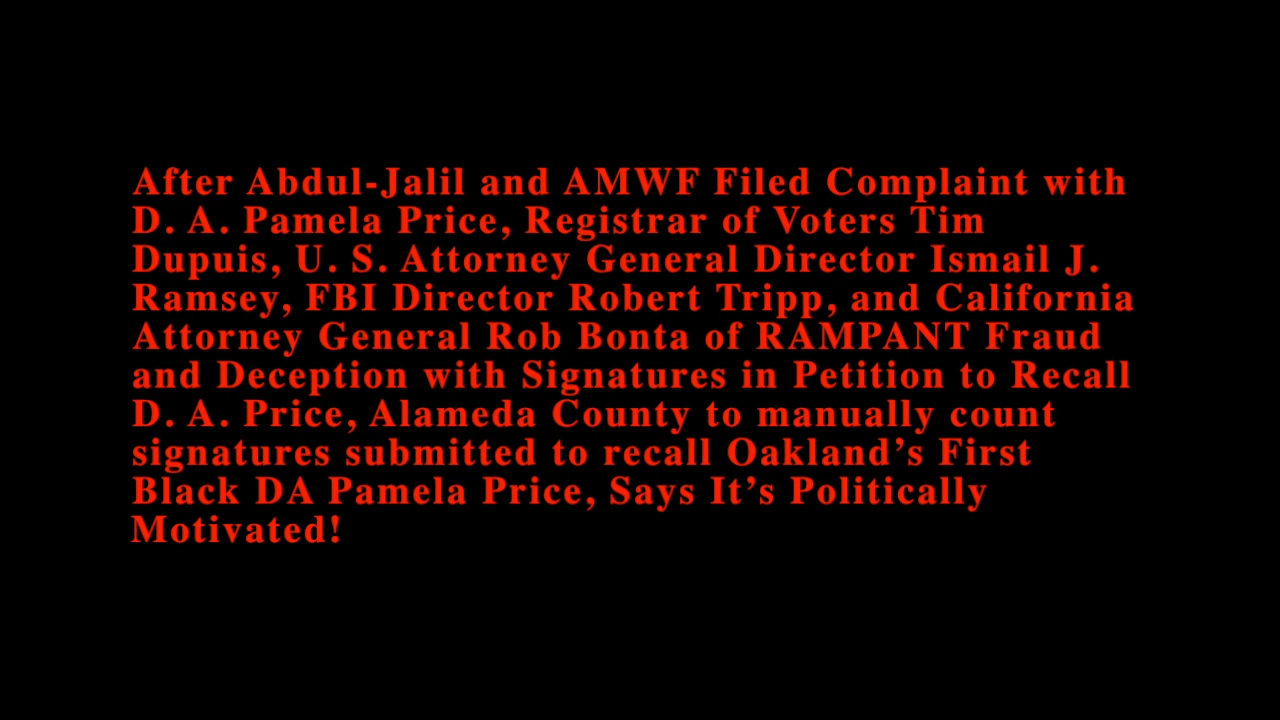 After Abdul-Jalil and AMWF Filed Complaint with
D. A. Pamela Price, Registrar of Voters Tim
Dupuis, U. S. Attorney General Director Ismail J.
Ramsey, FBI Director Robert Tripp, and California
Attorney General Rob Bonta of RAMPANT Fraud
and Deception with Signatures in Petition to Recall
D. A. Price, Alameda County to manually count
signatures submitted to recall Oakland’s First
Black DA Pamela Price, Says It’s Politically
Motivated!